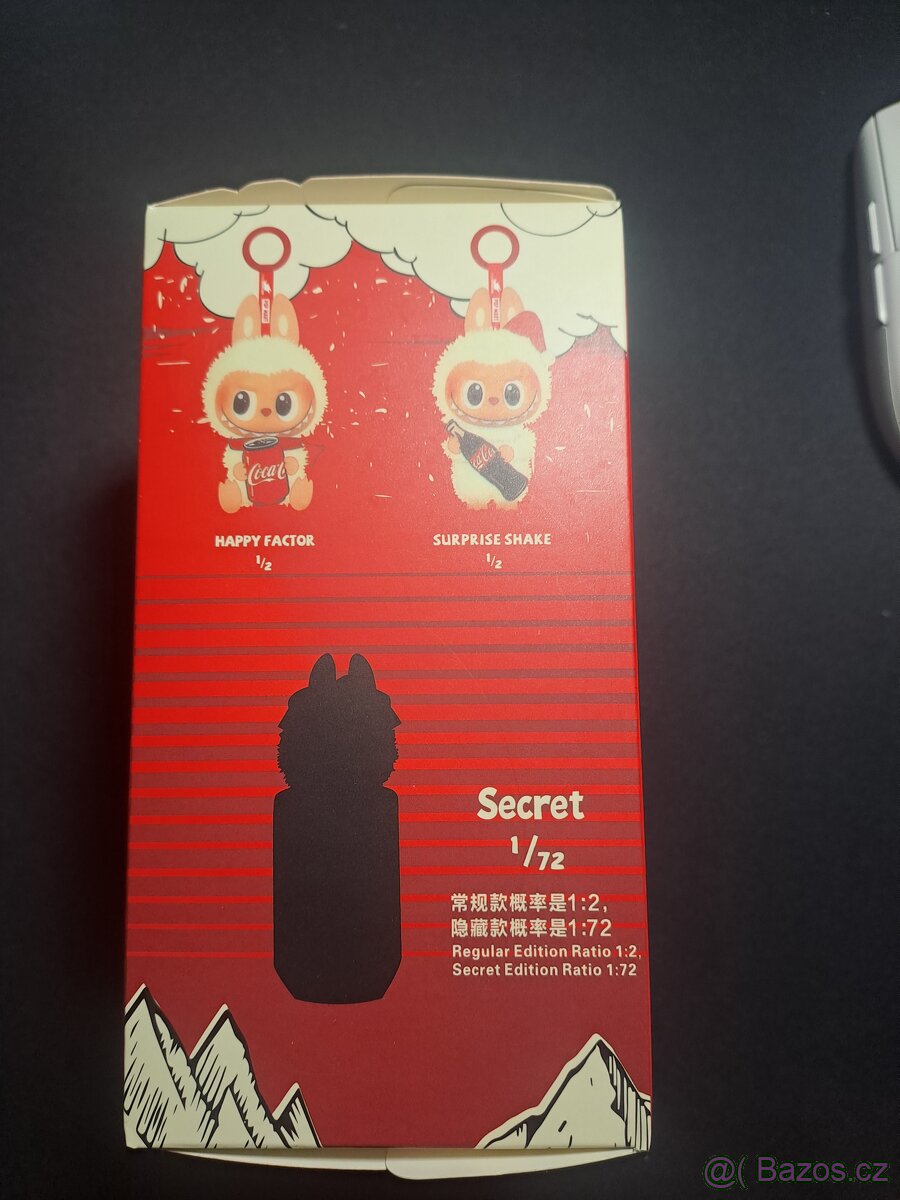 Coca-C
Coca
HAPPY FACTOR
SURPRISE SHAKE
1/2
1/2
Secret
1/72
常规款概率是1:2,
隐藏款概率是1:72
Regular Edition Ratio 1:2,
Secret Edition Ratio 1:72
@( Bazos.cz